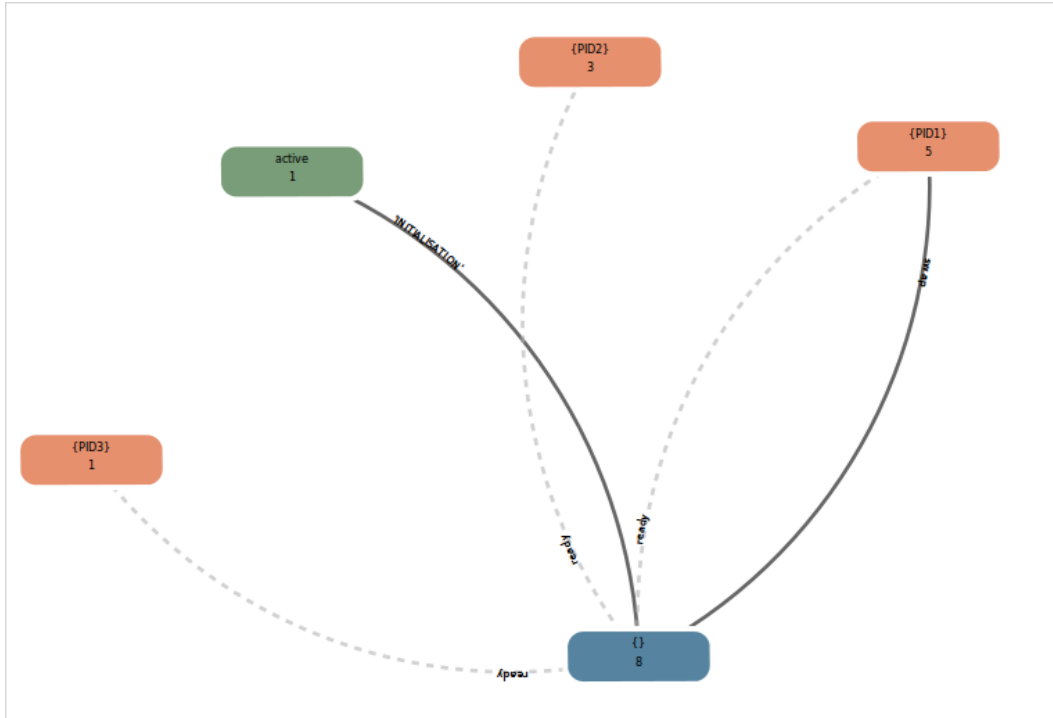 {PID2}
3
{PID1}
5
active
1
'INITIALISATION'
swap
{PID3}
1
ready
ready
ready
{}
8